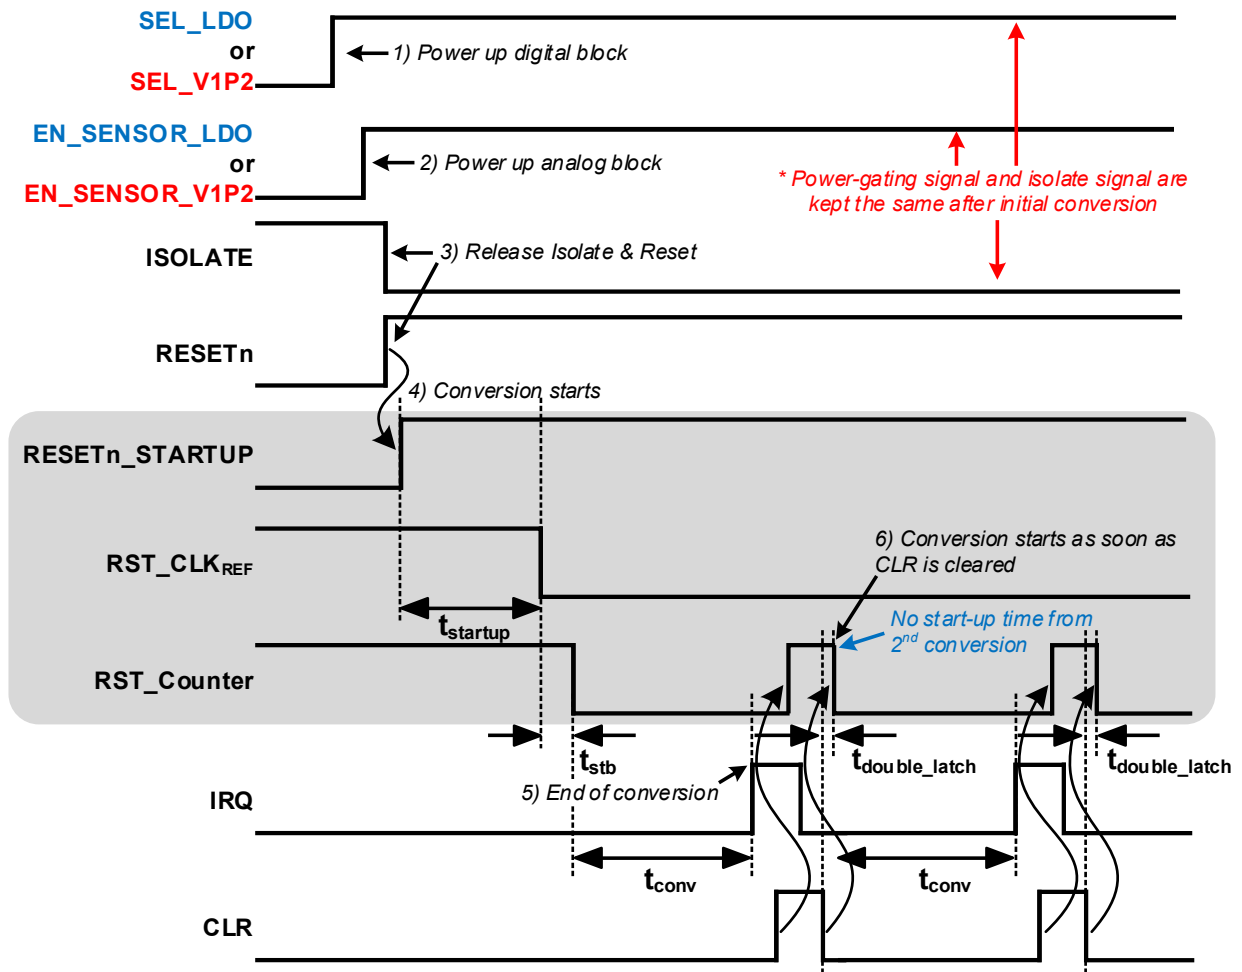 SEL_LDO
or
SEL_V1P2
1) Power up digital block
EN_SENSOR_LDO
or
EN_SENSOR_V1P2
2) Power up analog block
* Power-gating signal and isolate signal are
kept the same after initial conversion
ISOLATE
3) Release Isolate & Reset
RESETn
4) Conversion starts
RESETn_STARTUP
RST_CLKREF
6) Conversion starts as soon as
CLR is cleared
tstartup
No start-up time from
2nd conversion
RST_Counter
tstb
tdouble_latch
tdouble_latch
5) End of conversion
IRQ
tconv
tconv
CLR